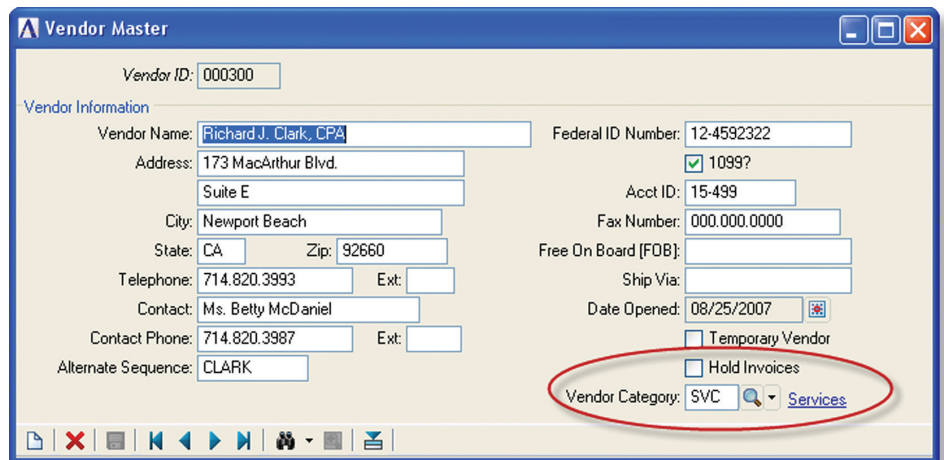 Vendor Master
Vendor ID: 000300
Vendor Information
Vendor Name: Richard J. Clark, CPA
Federal ID Number: 12-4592322
Address: 173 MacArthur Blvd.
1099?
Suite E
Acct ID: 15-499
City: Newport Beach
Fax Number: 000.000.0000
State: CA Zip: 92660
Free On Board [FOB]:
Telephone: 714.820.3993 Ext:
Ship Via:
Contact: Ms. Betty McDaniel
Date Opened: 08/25/2007
Contact Phone: 714.820.3987 Ext:
Temporary Vendor
Alternate Sequence: CLARK
Hold Invoices
Vendor Category: SVC Services